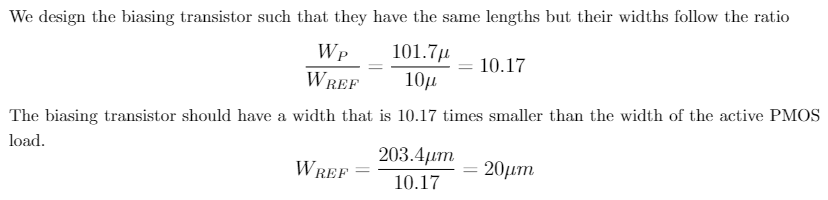 We design the biasing transistor such that they have the same lengths but their widths follow the ratio
W_P / W_REF = 101.7μ / 10μ = 10.17
The biasing transistor should have a width that is 10.17 times smaller than the width of the active PMOS
load.
W_REF = 203.4μm / 10.17 = 20μm